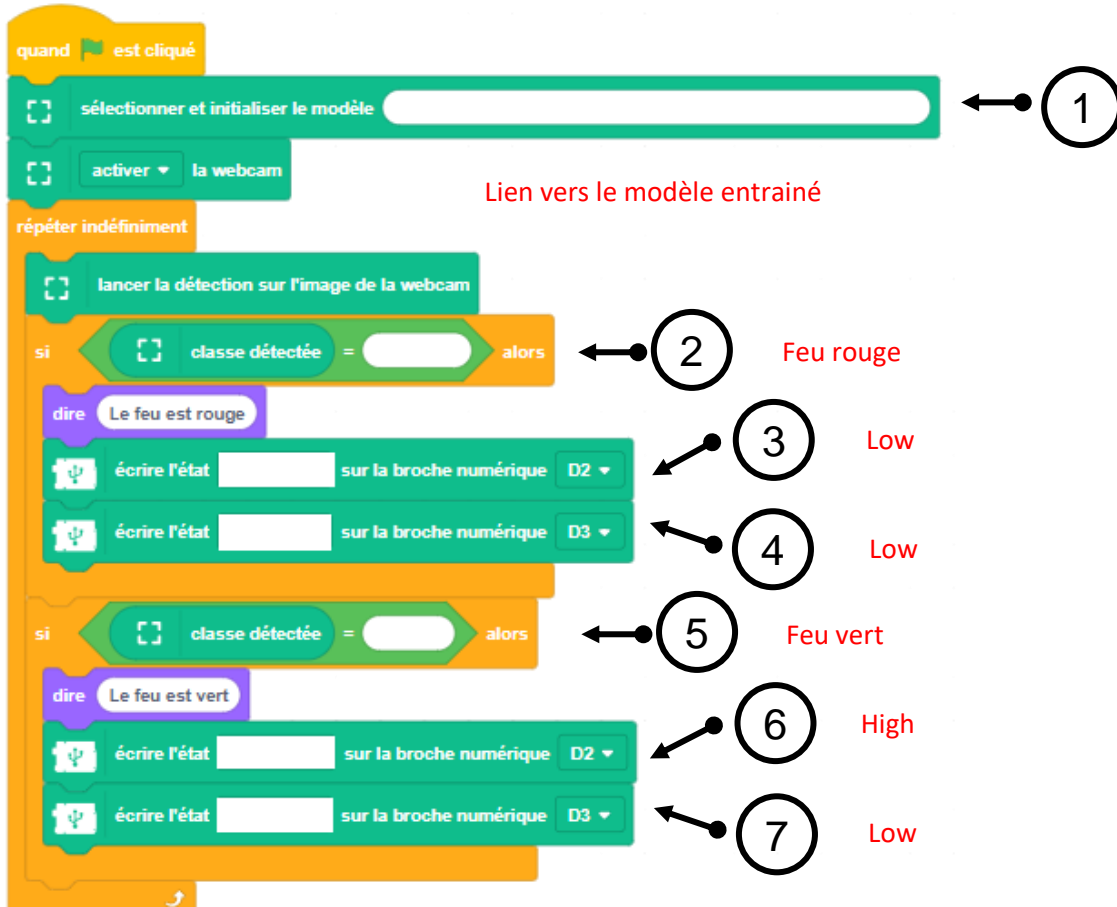 quand est cliqué
sélectionner et initialiser le modèle
1
activer la webcam
Lien vers le modèle entrainé
répéter indéfiniment
lancer la détection sur l'image de la webcam
si classe détectée = alors
2
Feu rouge
dire Le feu est rouge
3
Low
écrire l'état sur la broche numérique D2
écrire l'état sur la broche numérique D3
4
Low
si classe détectée = alors
5
Feu vert
dire Le feu est vert
6
High
écrire l'état sur la broche numérique D2
écrire l'état sur la broche numérique D3
7
Low